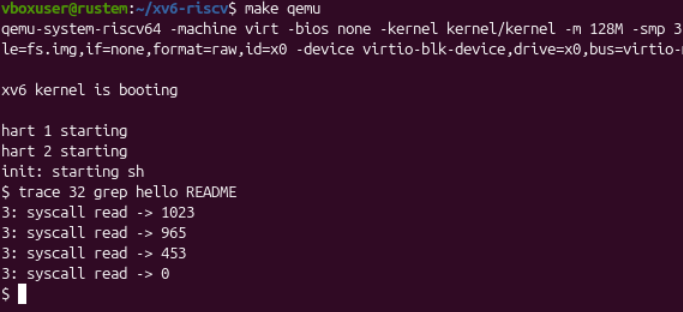 vboxuser@rustem:~/xv6-riscv$ make qemu
qemu-system-riscv64 -machine virt -bios none -kernel kernel/kernel -m 128M -smp 3
le=fs.img,if=none,format=raw,id=x0 -device virtio-blk-device,drive=x0,bus=virtio-
xv6 kernel is booting
hart 1 starting
hart 2 starting
init: starting sh
$ trace 32 grep hello README
3: syscall read -> 1023
3: syscall read -> 965
3: syscall read -> 453
3: syscall read -> 0
$